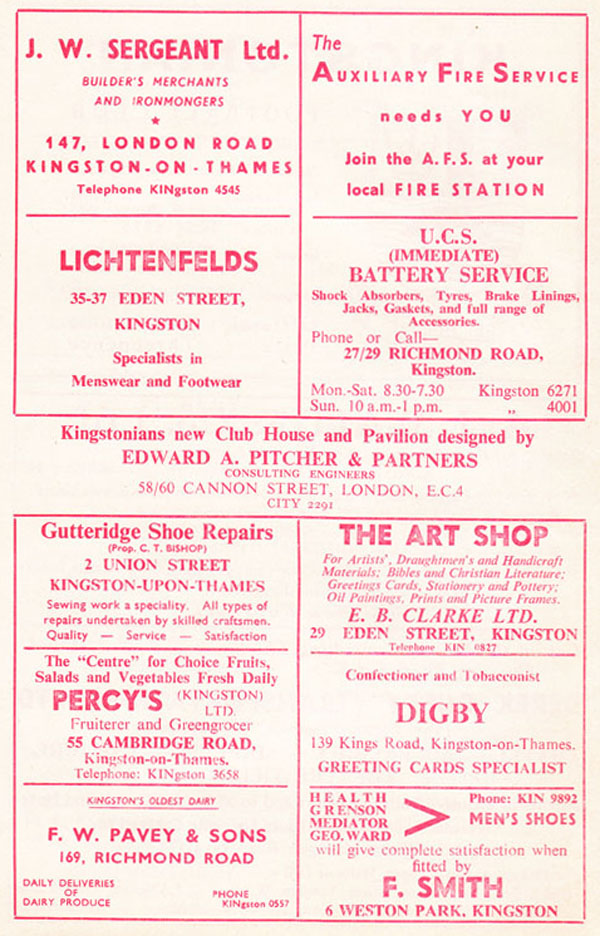 J. W. SERGEANT Ltd.
BUILDER'S MERCHANTS
AND IRONMONGERS
★
147, LONDON ROAD
KINGSTON-ON-THAMES
Telephone KINgston 4545
The
AUXILIARY FIRE SERVICE
needs YOU
Join the A.F.S. at your
local FIRE STATION
LICHTENFELDS
35-37 EDEN STREET,
KINGSTON
Specialists in
Menswear and Footwear
U.C.S.
(IMMEDIATE)
BATTERY SERVICE
Shock Absorbers, Tyres, Brake Linings,
Jacks, Gaskets, and full range of
Accessories.
Phone or Call—
27/29 RICHMOND ROAD,
Kingston.
Mon.-Sat. 8.30-7.30 Kingston 6271
Sun. 10 a.m.-1 p.m. „ 4001
Kingstonians new Club House and Pavilion designed by
EDWARD A. PITCHER & PARTNERS
CONSULTING ENGINEERS
58/60 CANNON STREET, LONDON, E.C.4
CITY 2291
Gutteridge Shoe Repairs
(Prop. C. T. BISHOP)
2 UNION STREET
KINGSTON-UPON-THAMES
Sewing work a speciality. All types of
repairs undertaken by skilled craftsmen.
Quality — Service — Satisfaction
THE ART SHOP
For Artists', Draughtmen's and Handicraft
Materials; Bibles and Christian Literature;
Greetings Cards, Stationery and Pottery;
Oil Paintings, Prints and Picture Frames.
E. B. CLARKE LTD.
29 EDEN STREET, KINGSTON
Telephone KIN 0827
The "Centre" for Choice Fruits,
Salads and Vegetables Fresh Daily
PERCY'S (KINGSTON) LTD.
Fruiterer and Greengrocer
55 CAMBRIDGE ROAD,
Kingston-on-Thames.
Telephone: KINgston 3658
Confectioner and Tobacconist
DIGBY
139 Kings Road, Kingston-on-Thames.
GREETING CARDS SPECIALIST
KINGSTON'S OLDEST DAIRY
F. W. PAVEY & SONS
169, RICHMOND ROAD
DAILY DELIVERIES
OF
DAIRY PRODUCE
PHONE
KINgston 0557
HEALTH
GRENSON
MEDIATOR
GEO. WARD
>
Phone: KIN 9892
MEN'S SHOES
will give complete satisfaction when
fitted by
F. SMITH
6 WESTON PARK, KINGSTON